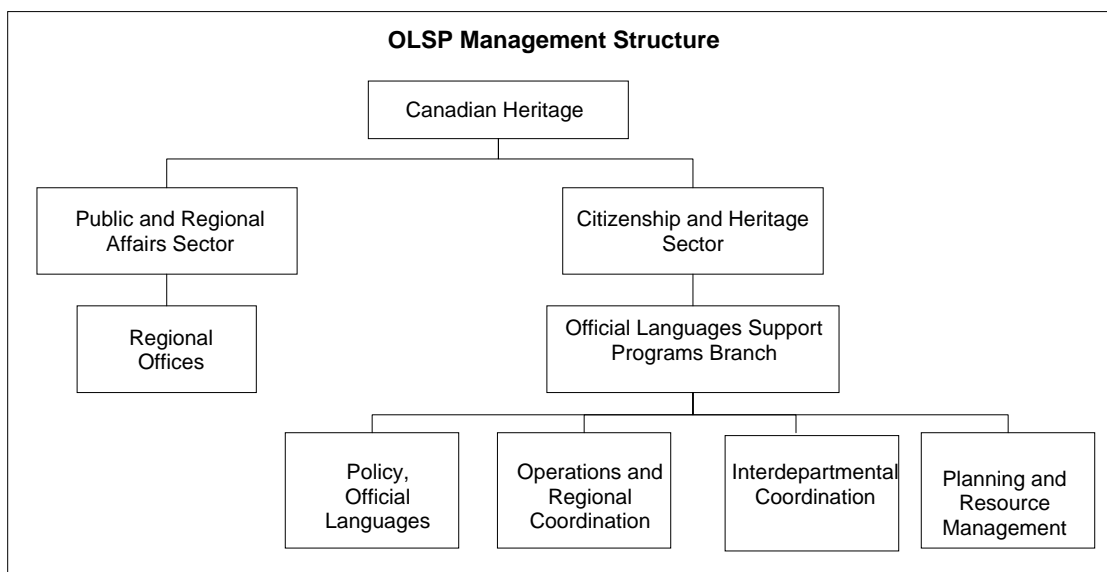 OLSP Management Structure
Canadian Heritage
Public and Regional
Affairs Sector
Citizenship and Heritage
Sector
Regional
Offices
Official Languages Support
Programs Branch
Policy,
Official
Languages
Operations and
Regional
Coordination
Interdepartmental
Coordination
Planning and
Resource
Management